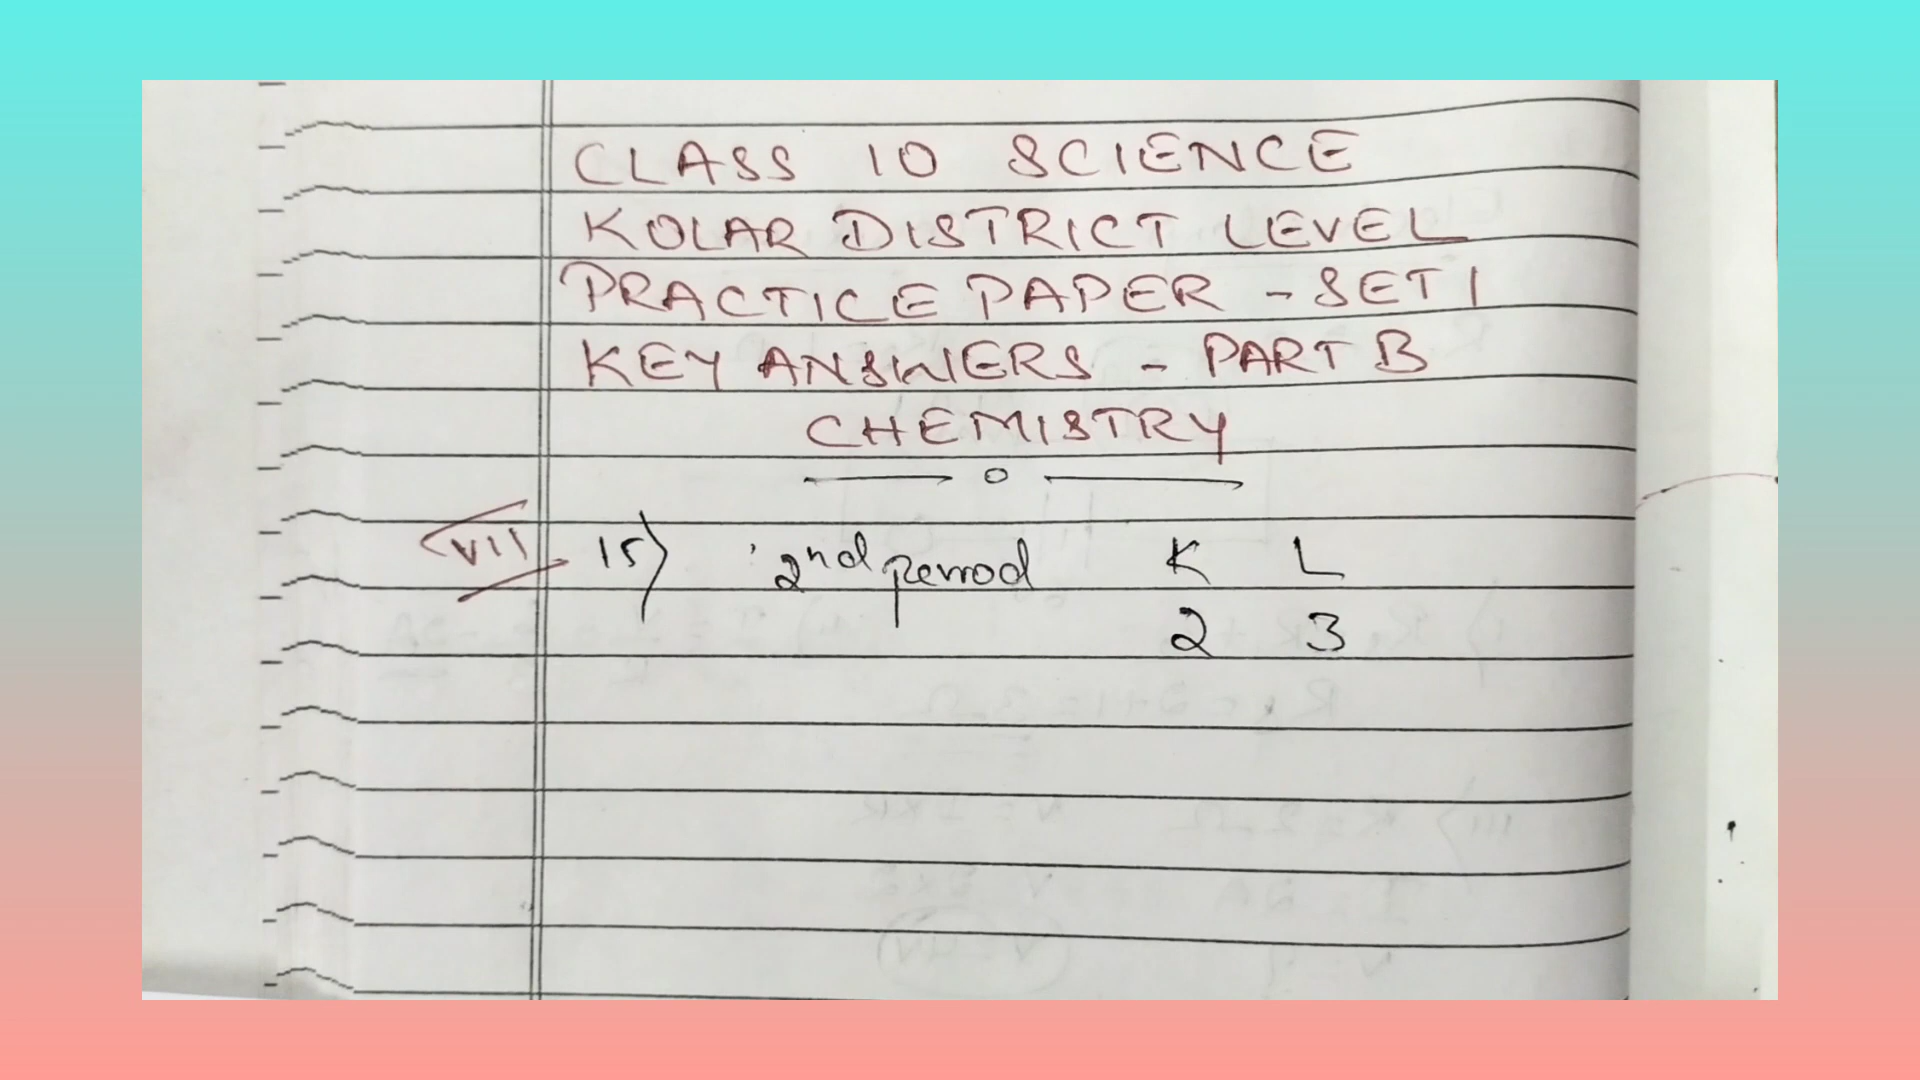 CLASS 10 SCIENCE
KOLAR DISTRICT LEVEL
PRACTICE PAPER - SET 1
KEY ANSWERS - PART B
CHEMISTRY
VII 15) 2nd period K L
2 3